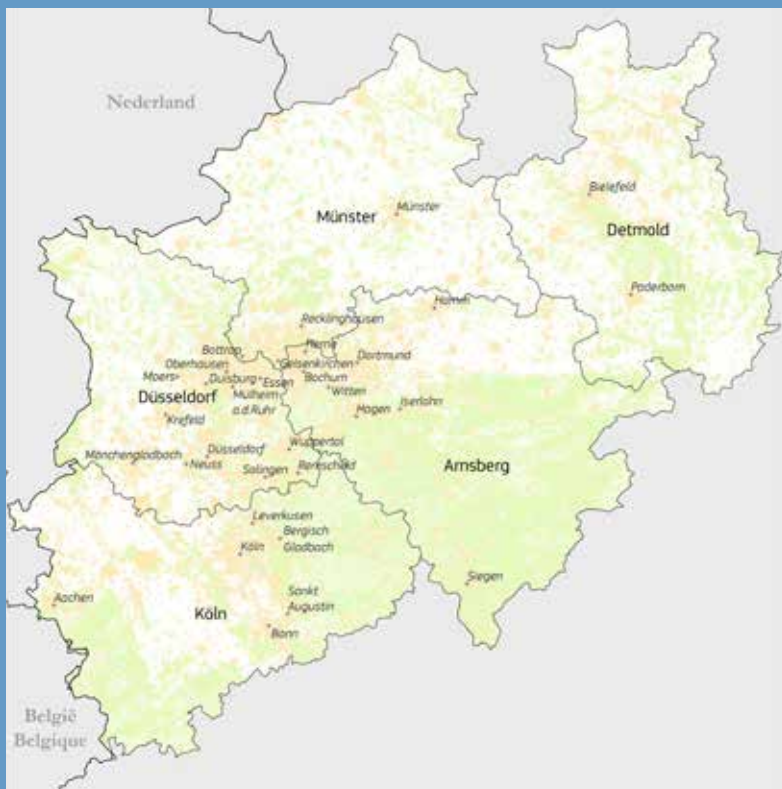 Nederland
Münster
Münster
Bielefeld
Detmold
Paderborn
Hamm
Recklinghausen
Herne
Bottrop
Gelsenkirchen
Dortmund
Oberhausen
Moers
Duisburg
Essen
Bochum
Witten
Mülheim
a.d.Ruhr
Düsseldorf
Hagen
Iserlohn
Krefeld
Wuppertal
Mönchengladbach
Düsseldorf
Neuss
Solingen
Remscheid
Arnsberg
Leverkusen
Bergisch
Gladbach
Köln
Siegen
Sankt
Augustin
Aachen
Köln
Bonn
België
Belgique